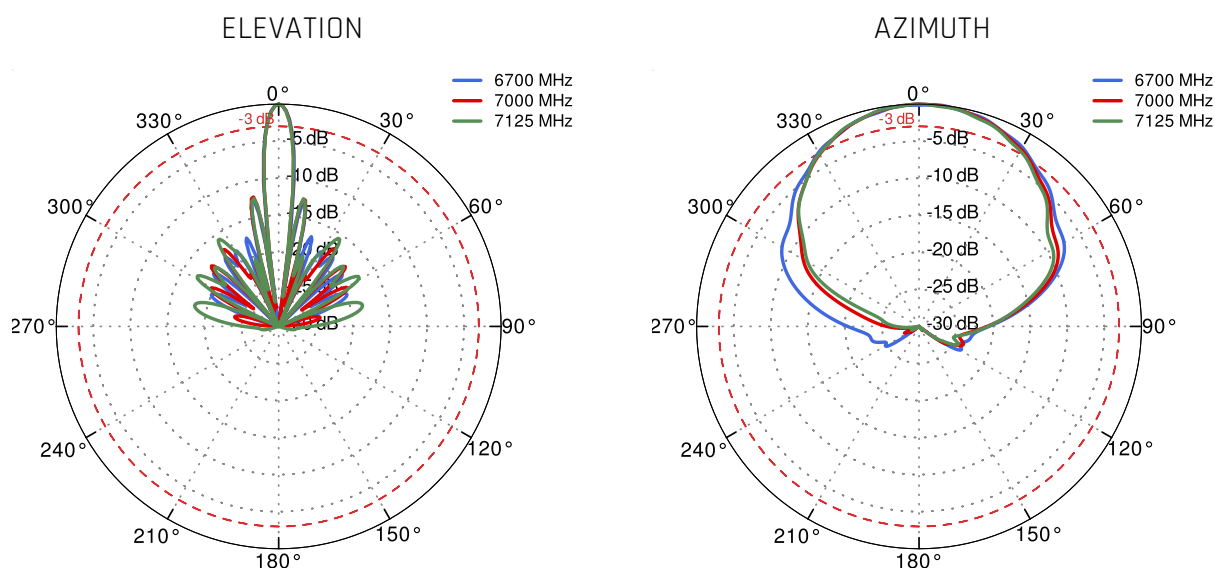 ELEVATION
6700 MHz
7000 MHz
7125 MHz
0°
30°
60°
90°
120°
150°
180°
210°
240°
270°
300°
330°
-3 dB
-5 dB
-10 dB
AZIMUTH
6700 MHz
7000 MHz
7125 MHz
0°
30°
60°
90°
120°
150°
180°
210°
240°
270°
300°
330°
-3 dB
-5 dB
-10 dB
-15 dB
-20 dB
-25 dB
-30 dB